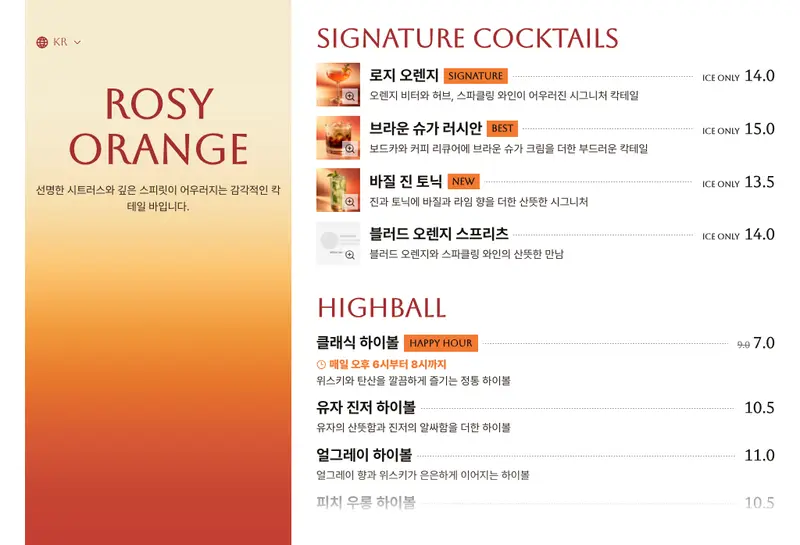 KR
ROSY
ORANGE
선명한 시트러스와 깊은 스피릿이 어우러지는 감각적인 칵
테일 바입니다.
SIGNATURE COCKTAILS
로지 오렌지 SIGNATURE ICE ONLY 14.0
오렌지 비터와 허브, 스파클링 와인이 어우러진 시그니처 칵테일
브라운 슈가 러시안 BEST ICE ONLY 15.0
보드카와 커피 리큐어에 브라운 슈가 크림을 더한 부드러운 칵테일
바질 진 토닉 NEW ICE ONLY 13.5
진과 토닉에 바질과 라임 향을 더한 산뜻한 시그니처
블러드 오렌지 스프리츠 ICE ONLY 14.0
블러드 오렌지와 스파클링 와인의 산뜻한 만남
HIGHBALL
클래식 하이볼 HAPPY HOUR 9.0 7.0
매일 오후 6시부터 8시까지
위스키와 탄산을 깔끔하게 즐기는 정통 하이볼
유자 진저 하이볼 10.5
유자의 산뜻함과 진저의 알싸함을 더한 하이볼
얼그레이 하이볼 11.0
얼그레이 향과 위스키가 은은하게 이어지는 하이볼
피치 우롱 하이볼 10.5